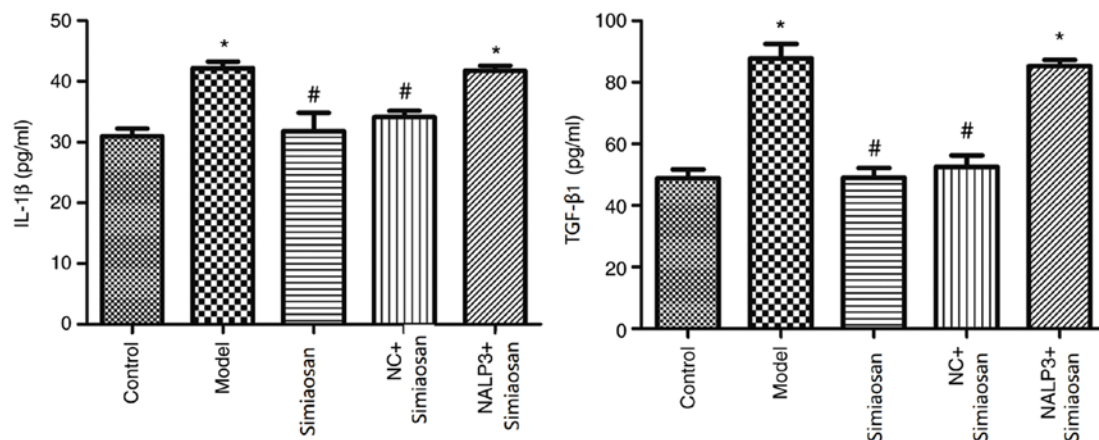 IL-1β (pg/ml)
50
40
30
20
10
0
*
#
#
*
Control
Model
Simiaosan
NC+
Simiaosan
NALP3+
Simiaosan
TGF-β1 (pg/ml)
100
80
60
40
20
0
*
#
#
*
Control
Model
Simiaosan
NC+
Simiaosan
NALP3+
Simiaosan